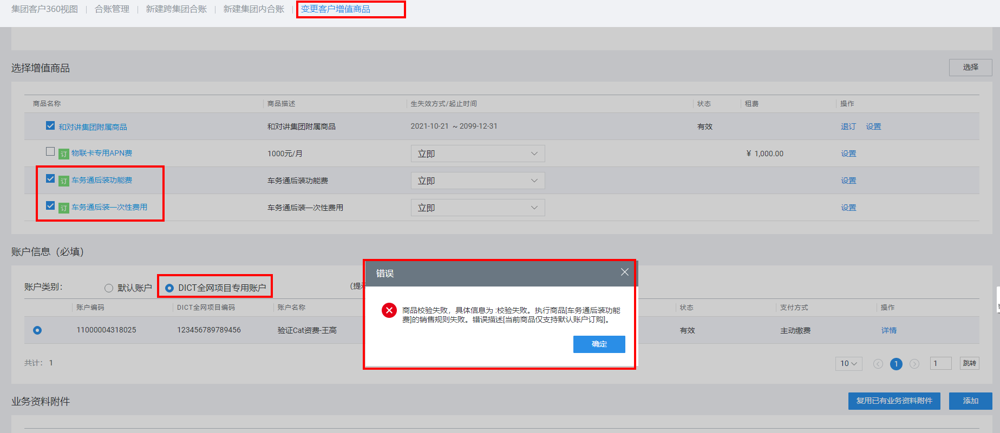 集团客户360视图 合账管理 新建跨集团合账 新建集团内合账 变更客户增值商品
选择增值商品 选择
商品名称 商品描述 生失效方式/起止时间 状态 租费 操作
和对讲集团附属商品 和对讲集团附属商品 2021-10-21 ~ 2099-12-31 有效 退订 设置
订 物联卡专用APN费 1000元/月 立即 ¥ 1,000.00 设置
订 车务通后装功能费 车务通后装功能费 立即 设置
订 车务通后装一次性费用 车务通后装一次性费用 立即 设置
账户信息（必填）
账户类别： 默认账户 DICT全网项目专用账户 （提
账户编码 DICT全网项目编码 账户名称 状态 支付方式 操作
11000004318025 123456789789456 验证Cat资费-王高 有效 主动缴费 详情
错误
商品校验失败，具体信息为 :校验失败。执行商品[车务通后装功能
费]的销售规则失败。错误描述[当前商品仅支持默认账户订购]。
确定
共计： 1 10 1 1 跳转
业务资料附件 复用已有业务资料附件 添加